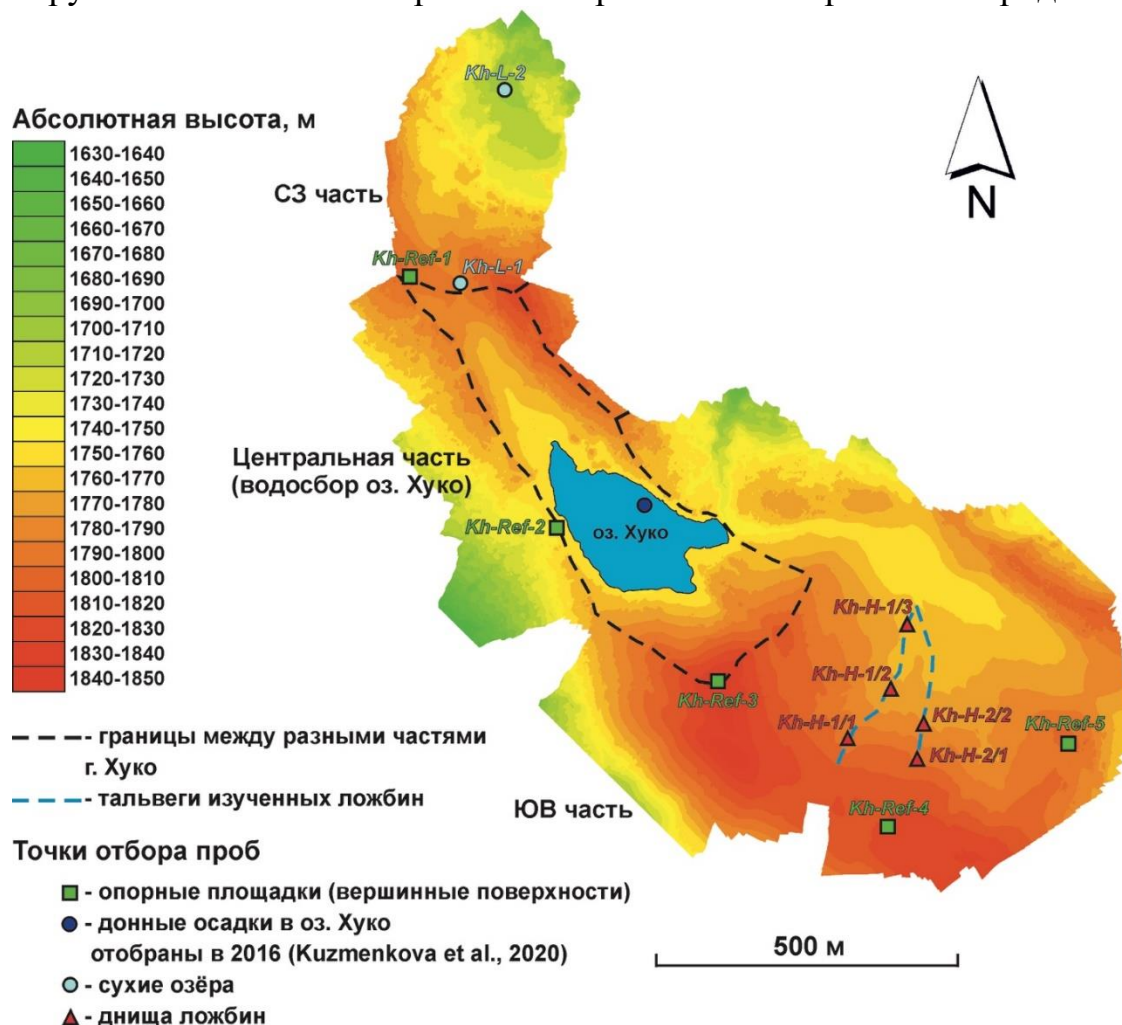 Kh-L-2
Абсолютная высота, м
1630-1640
1640-1650
1650-1660
1660-1670
1670-1680
1680-1690
1690-1700
1700-1710
1710-1720
1720-1730
1730-1740
1740-1750
1750-1760
1760-1770
1770-1780
1780-1790
1790-1800
1800-1810
1810-1820
1820-1830
1830-1840
1840-1850
N
СЗ часть
Kh-Ref-1
Kh-L-1
Центральная часть
(водосбор оз. Хуко)
Kh-Ref-2
оз. Хуко
Kh-H-1/3
Kh-H-1/2
Kh-Ref-3
Kh-H-1/1
Kh-H-2/2
Kh-Ref-5
Kh-H-2/1
ЮВ часть
Kh-Ref-4
- границы между разными частями
г. Хуко
- тальвеги изученных ложбин
Точки отбора проб
- опорные площадки (вершинные поверхности)
- донные осадки в оз. Хуко
отобраны в 2016 (Kuzmenkova et al., 2020)
- сухие озёра
- днища ложбин
500 м